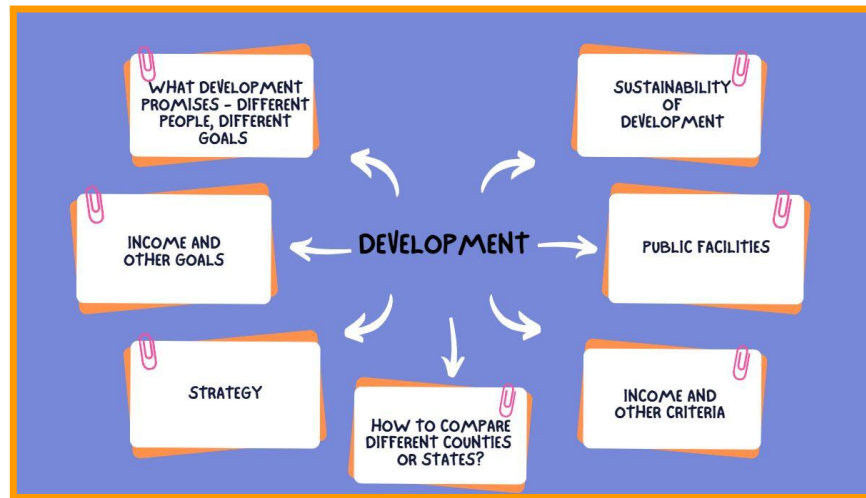 WHAT DEVELOPMENT
PROMISES - DIFFERENT
PEOPLE, DIFFERENT
GOALS
SUSTAINABILITY
OF
DEVELOPMENT
INCOME AND
OTHER GOALS
DEVELOPMENT
PUBLIC FACILITIES
STRATEGY
HOW TO COMPARE
DIFFERENT COUNTIES
OR STATES?
INCOME AND
OTHER CRITERIA